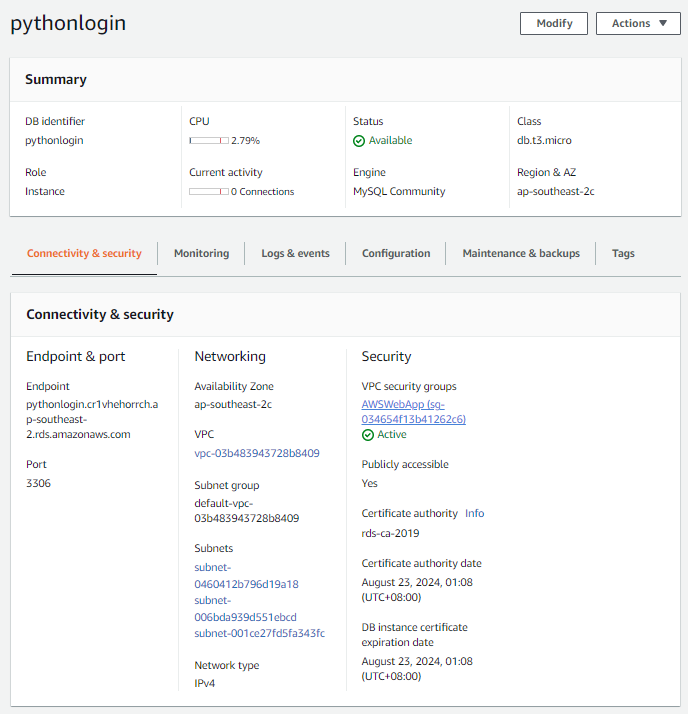 pythonlogin
Modify
Actions
Summary
DB identifier
pythonlogin
CPU
2.79%
Status
Available
Class
db.t3.micro
Role
Instance
Current activity
0 Connections
Engine
MySQL Community
Region & AZ
ap-southeast-2c
Connectivity & security
Monitoring
Logs & events
Configuration
Maintenance & backups
Tags
Connectivity & security
Endpoint & port
Endpoint
pythonlogin.cr1vhehorrch.a
p-southeast-
2.rds.amazonaws.com
Port
3306
Networking
Availability Zone
ap-southeast-2c
VPC
vpc-03b483943728b8409
Subnet group
default-vpc-
03b483943728b8409
Subnets
subnet-
0460412b796d19a18
subnet-
006bda939d551ebcd
subnet-001ce27fd5fa343fc
Network type
IPv4
Security
VPC security groups
AWSWebApp (sg-
034654f13b41262c6)
Active
Publicly accessible
Yes
Certificate authority Info
rds-ca-2019
Certificate authority date
August 23, 2024, 01:08
(UTC+08:00)
DB instance certificate
expiration date
August 23, 2024, 01:08
(UTC+08:00)